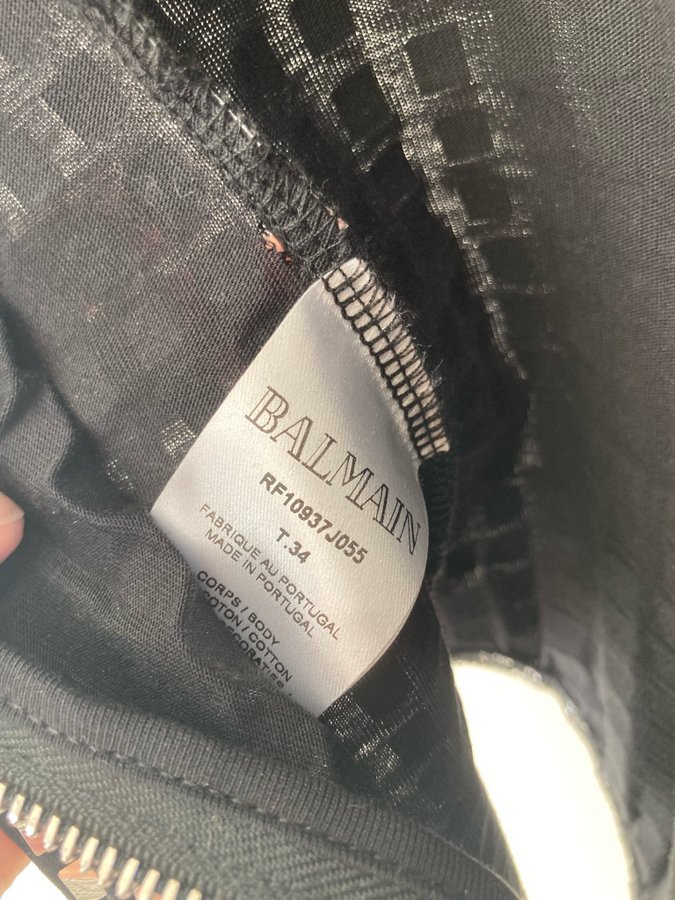 BALMAIN
RF10937J055
T.34
FABRIQUE AU PORTUGAL
MADE IN PORTUGAL
CORPS / BODY
COTON / COTTON